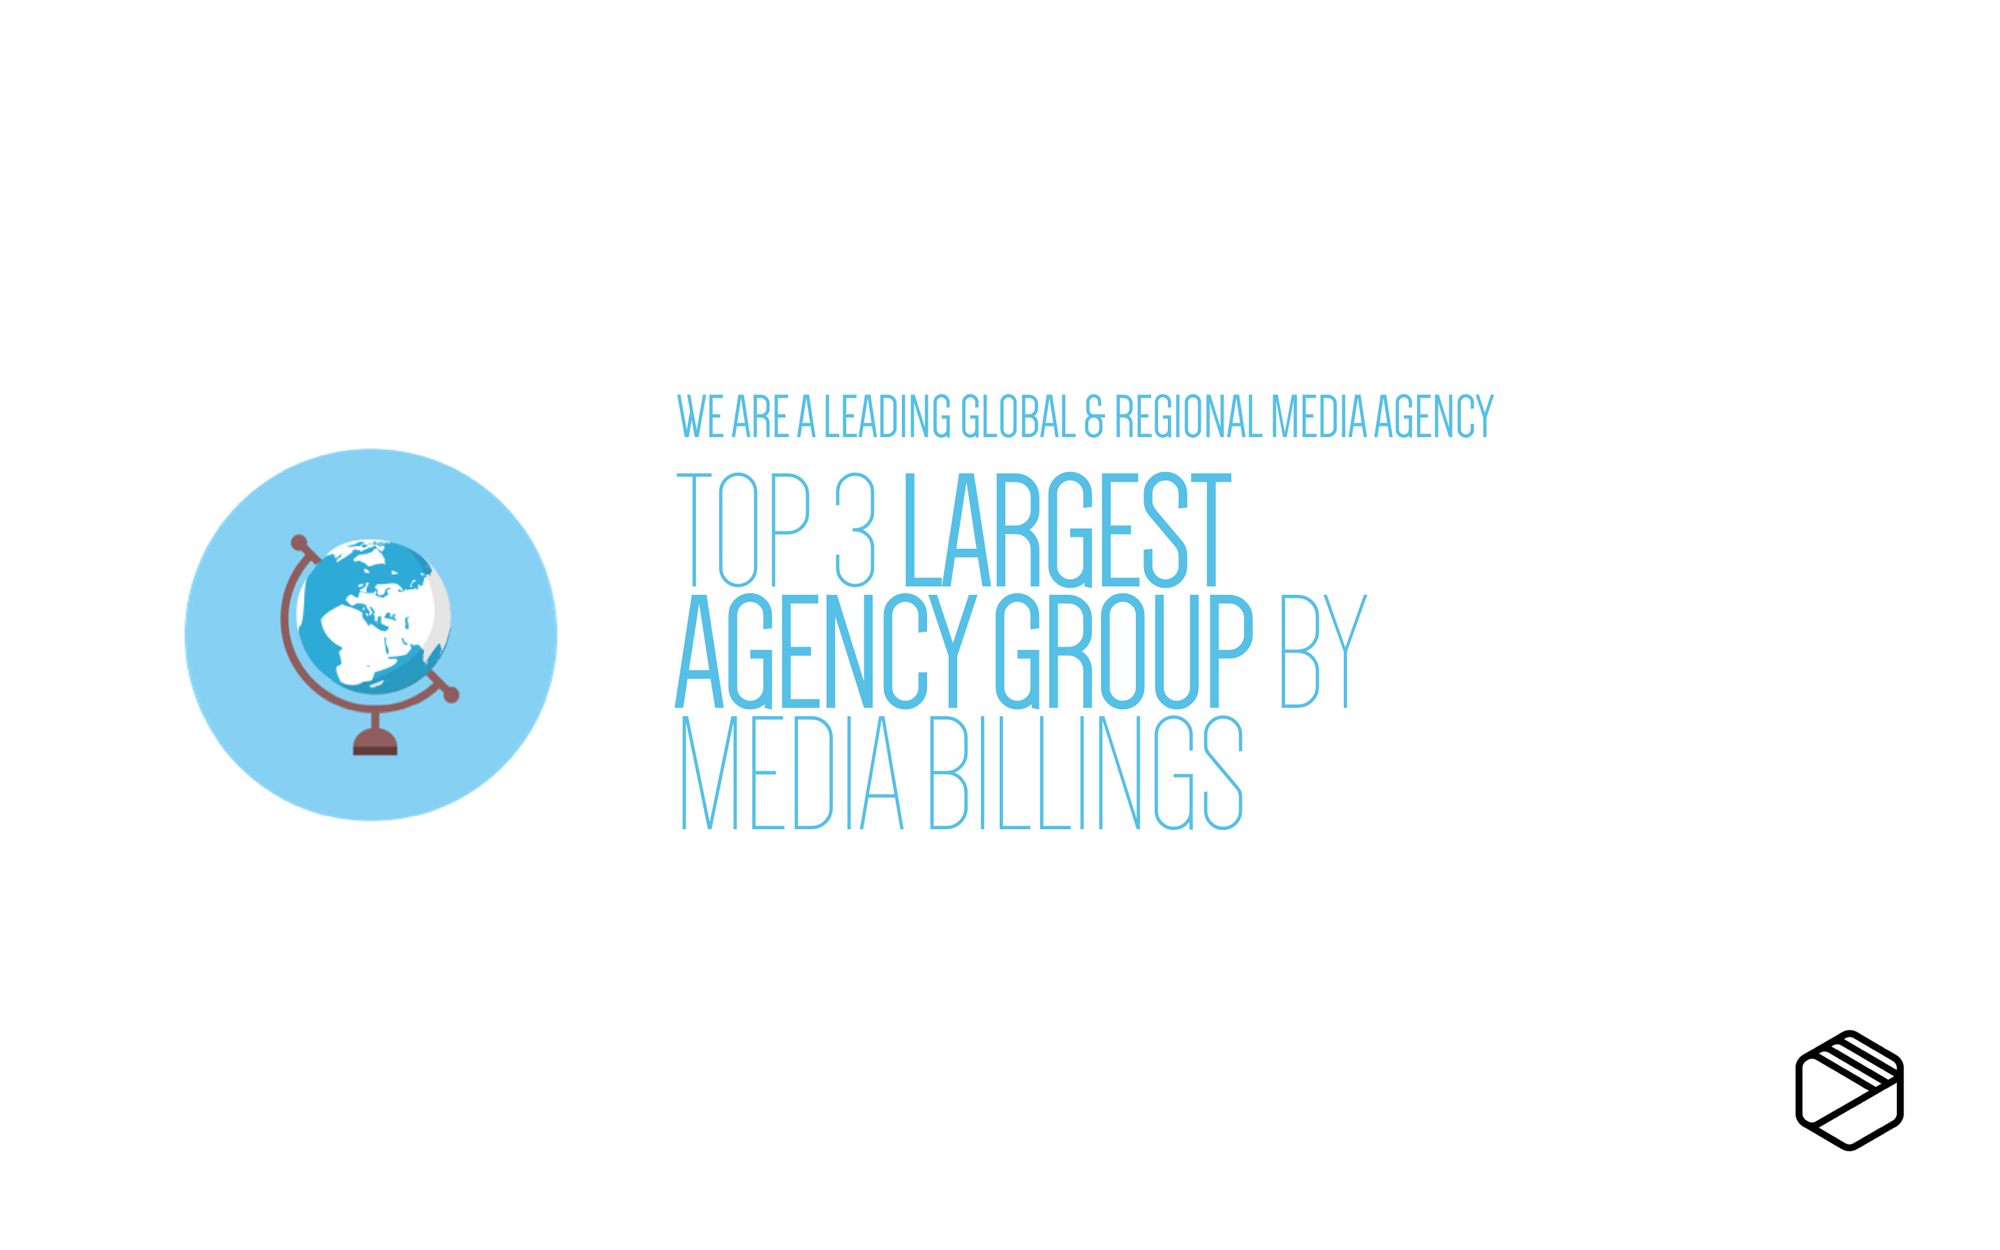 WE ARE A LEADING GLOBAL & REGIONAL MEDIA AGENCY
TOP 3 LARGEST
AGENCY GROUP BY
MEDIA BILLINGS